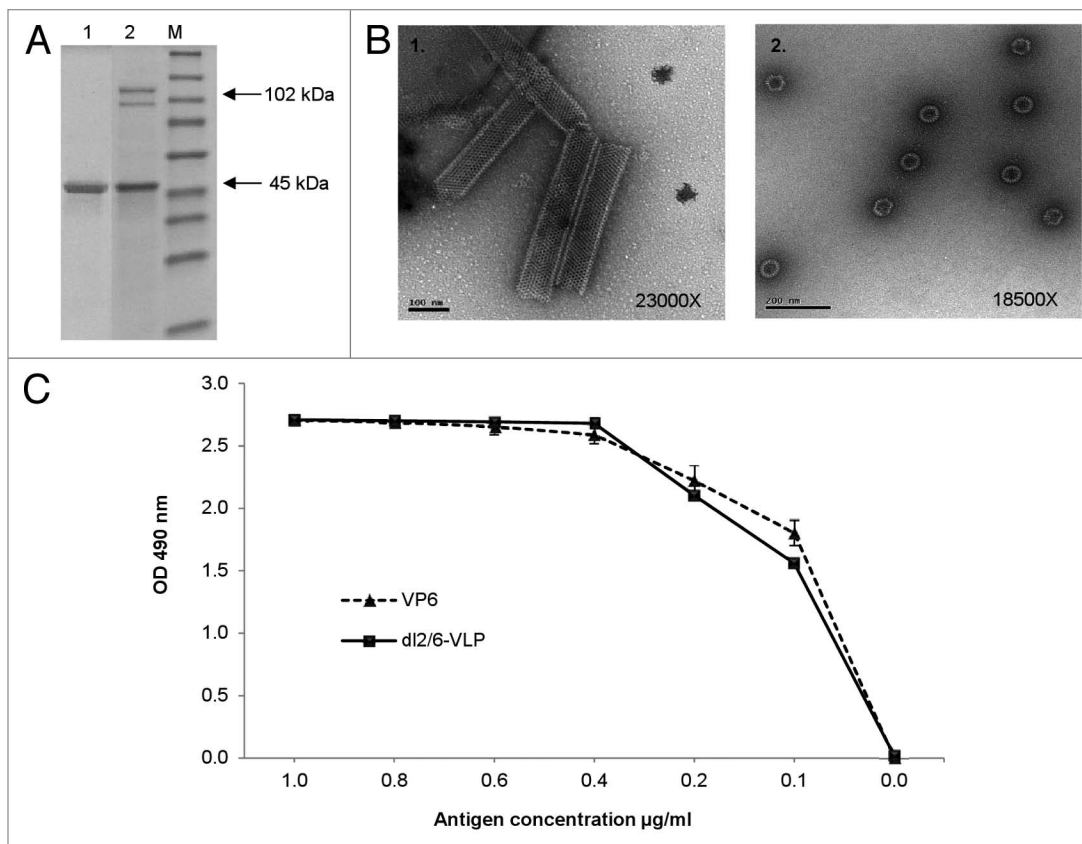 A
1 2 M
102 kDa
45 kDa
B
1.
100 nm
23000X
2.
200 nm
18500X
C
OD 490 nm
3.0
2.5
2.0
1.5
1.0
0.5
0.0
VP6
dl2/6-VLP
1.0 0.8 0.6 0.4 0.2 0.1 0.0
Antigen concentration µg/ml